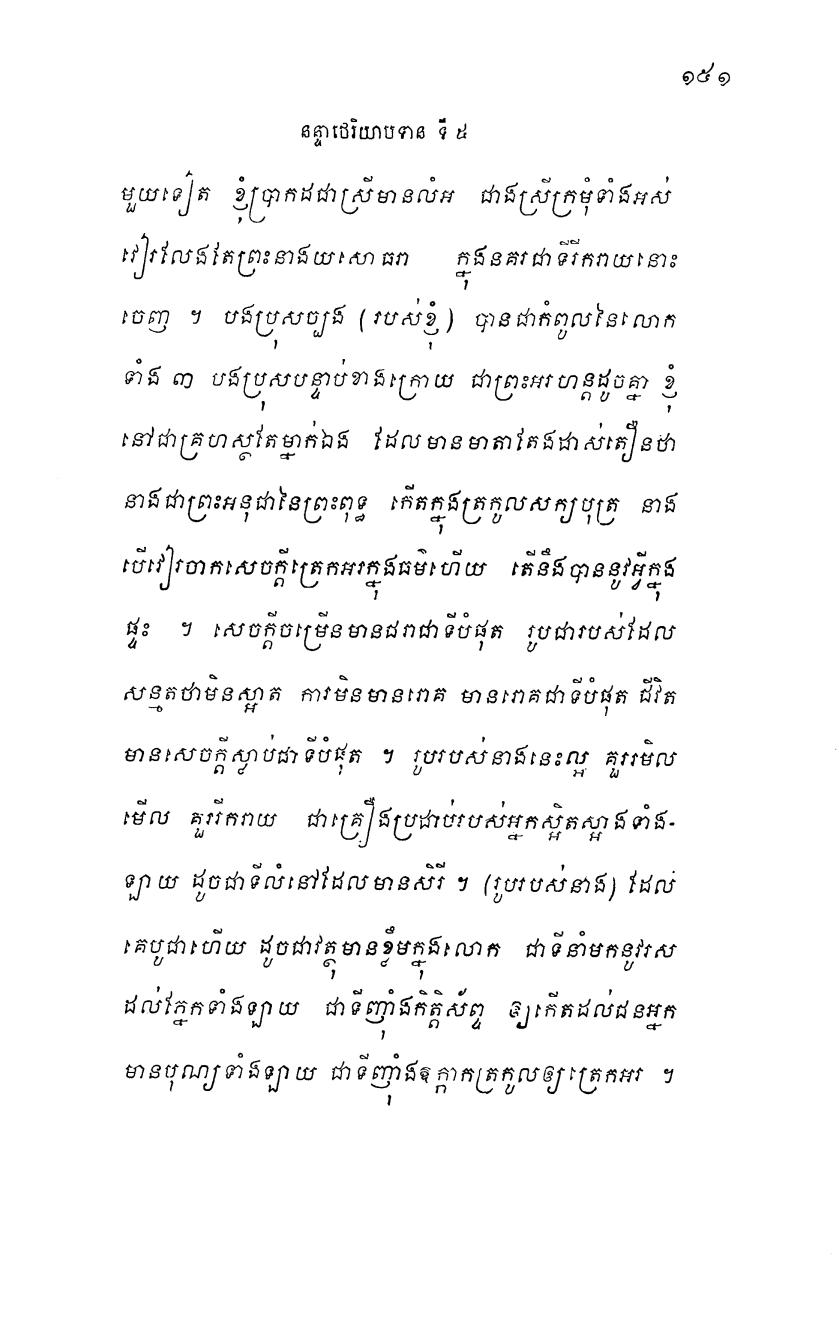 ១៥១
នន្ទាថេរិយាបទាន ទី ៥
មួយទៀត ខ្ញុំប្រាកដជាស្រីមានលំអ ជាងស្រីក្រមុំទាំងអស់
វៀរលែងតែព្រះនាងយសោធរា ក្នុងនគរជាទីរីករាយនោះ
ចេញ ។ បងប្រុសច្បង (របស់ខ្ញុំ) បានជាកំពូលនៃលោក
ទាំង ៣ បងប្រុសបន្ទាប់ខាងក្រោយ ជាព្រះអរហន្តដូចគ្នា ខ្ញុំ
នៅជាគ្រហស្ថតែម្នាក់ឯង ដែលមានមាតាតែងដាស់តឿនថា
នាងជាព្រះអនុជានៃព្រះពុទ្ធ កើតក្នុងត្រកូលសក្យបុត្រ នាង
បើវៀរចាកសេចក្តីត្រេកអរក្នុងធម៌ហើយ តើនឹងបាននូវអ្វីក្នុង
ផ្ទះ ។ សេចក្តីចម្រើនមានជរាជាទីបំផុត រូបជារបស់ដែល
សន្មតថាមិនស្អាត ការមិនមានរោគ មានរោគជាទីបំផុត ជីវិត
មានសេចក្តីស្លាប់ជាទីបំផុត ។ រូបរបស់នាងនេះល្អ គួររមិល
មើល គួររីករាយ ជាគ្រឿងប្រដាប់របស់អ្នកស្អិតស្អាងទាំង-
ឡាយ ដូចជាទីលំនៅដែលមានសិរី ។ (រូបរបស់នាង) ដែល
គេបូជាហើយ ដូចជាវត្ថុមានខ្លឹមក្នុងលោក ជាទីនាំមកនូវរស
ដល់ភ្នែកទាំងឡាយ ជាទីញ៉ាំងកិត្តិស័ព្ទ ឲ្យកើតដល់ជនអ្នក
មានបុណ្យទាំងឡាយ ជាទីញ៉ាំងឧក្កាកត្រកូលឲ្យត្រេកអរ ។